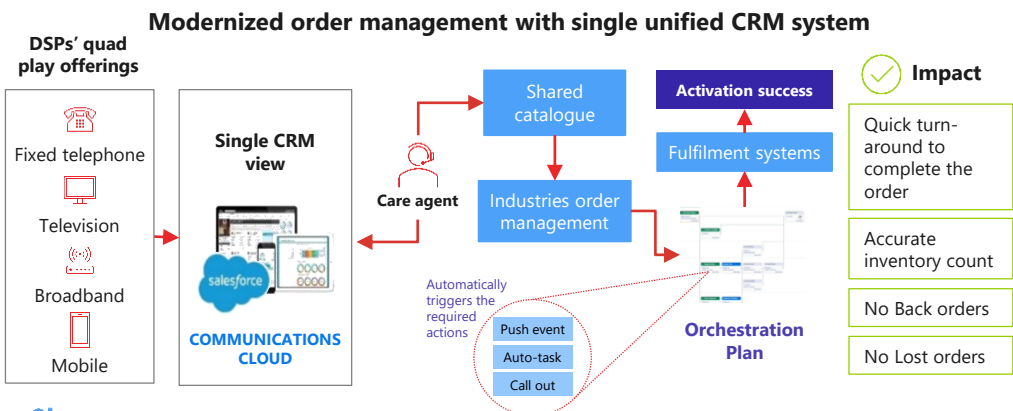 Modernized order management with single unified CRM system
DSPs' quad
play offerings
Fixed telephone
Television
Broadband
Mobile
Single CRM
view
salesforce
COMMUNICATIONS
CLOUD
Care agent
Shared
catalogue
Industries order
management
Automatically
triggers the
required
actions
Push event
Auto-task
Call out
Activation success
Fulfilment systems
Orchestration
Plan
Impact
Quick turn-
around to
complete the
order
Accurate
inventory count
No Back orders
No Lost orders